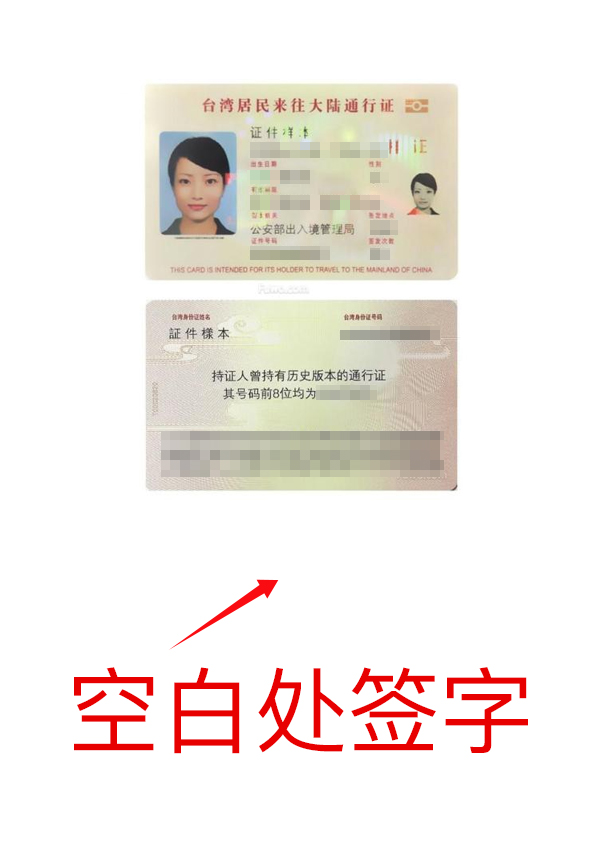 台湾居民来往大陆通行证
证件样本
出生日期
性别
有效期限
签发机关
签发地点
公安部出入境管理局
证件号码
签发次数
THIS CARD IS INTENDED FOR ITS HOLDER TO TRAVEL TO THE MAINLAND OF CHINA
台湾身份证姓名
台湾身份证号码
証件樣本
持证人曾持有历史版本的通行证
其号码前8位均为
空白处签字